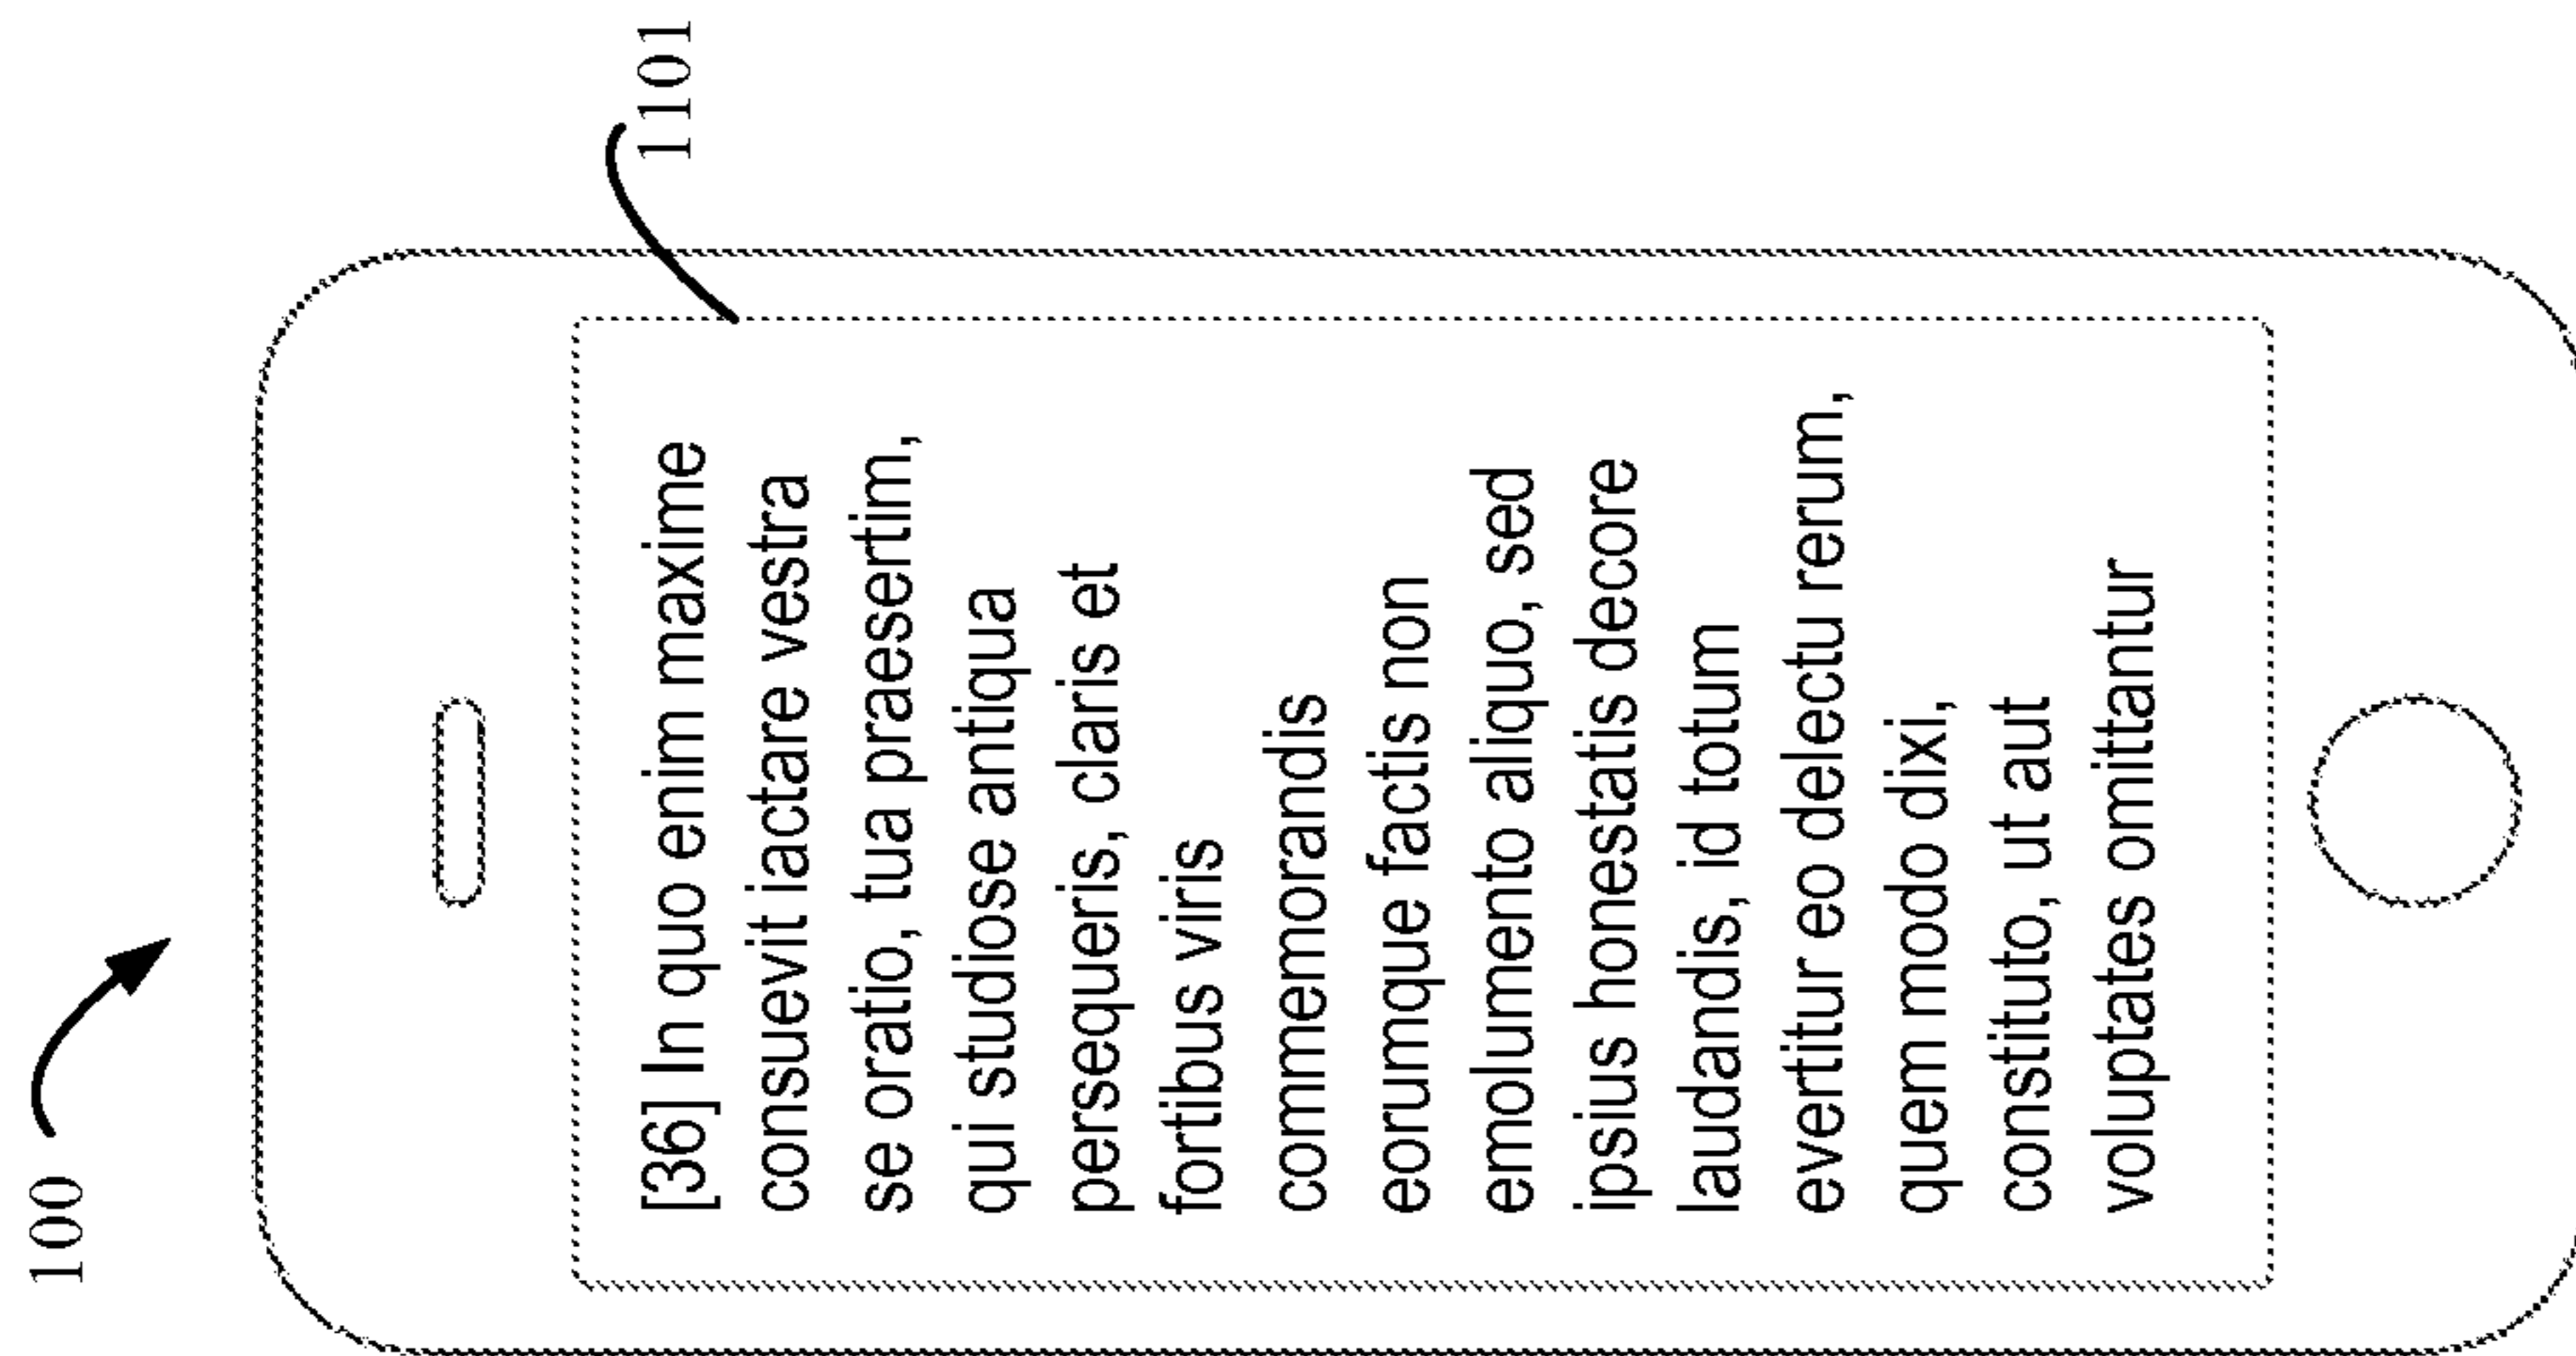 100
1101
[36] In quo enim maxime
consuevit iactare vestra
se oratio, tua praesertim,
qui studiose antiqua
persequeris, claris et
fortibus viris
commemorandis
eorumque factis non
emolumento aliquo, sed
ipsius honestatis decore
laudandis, id totum
evertitur eo delectu rerum,
quem modo dixi,
constituto, ut aut
voluptates omittantur